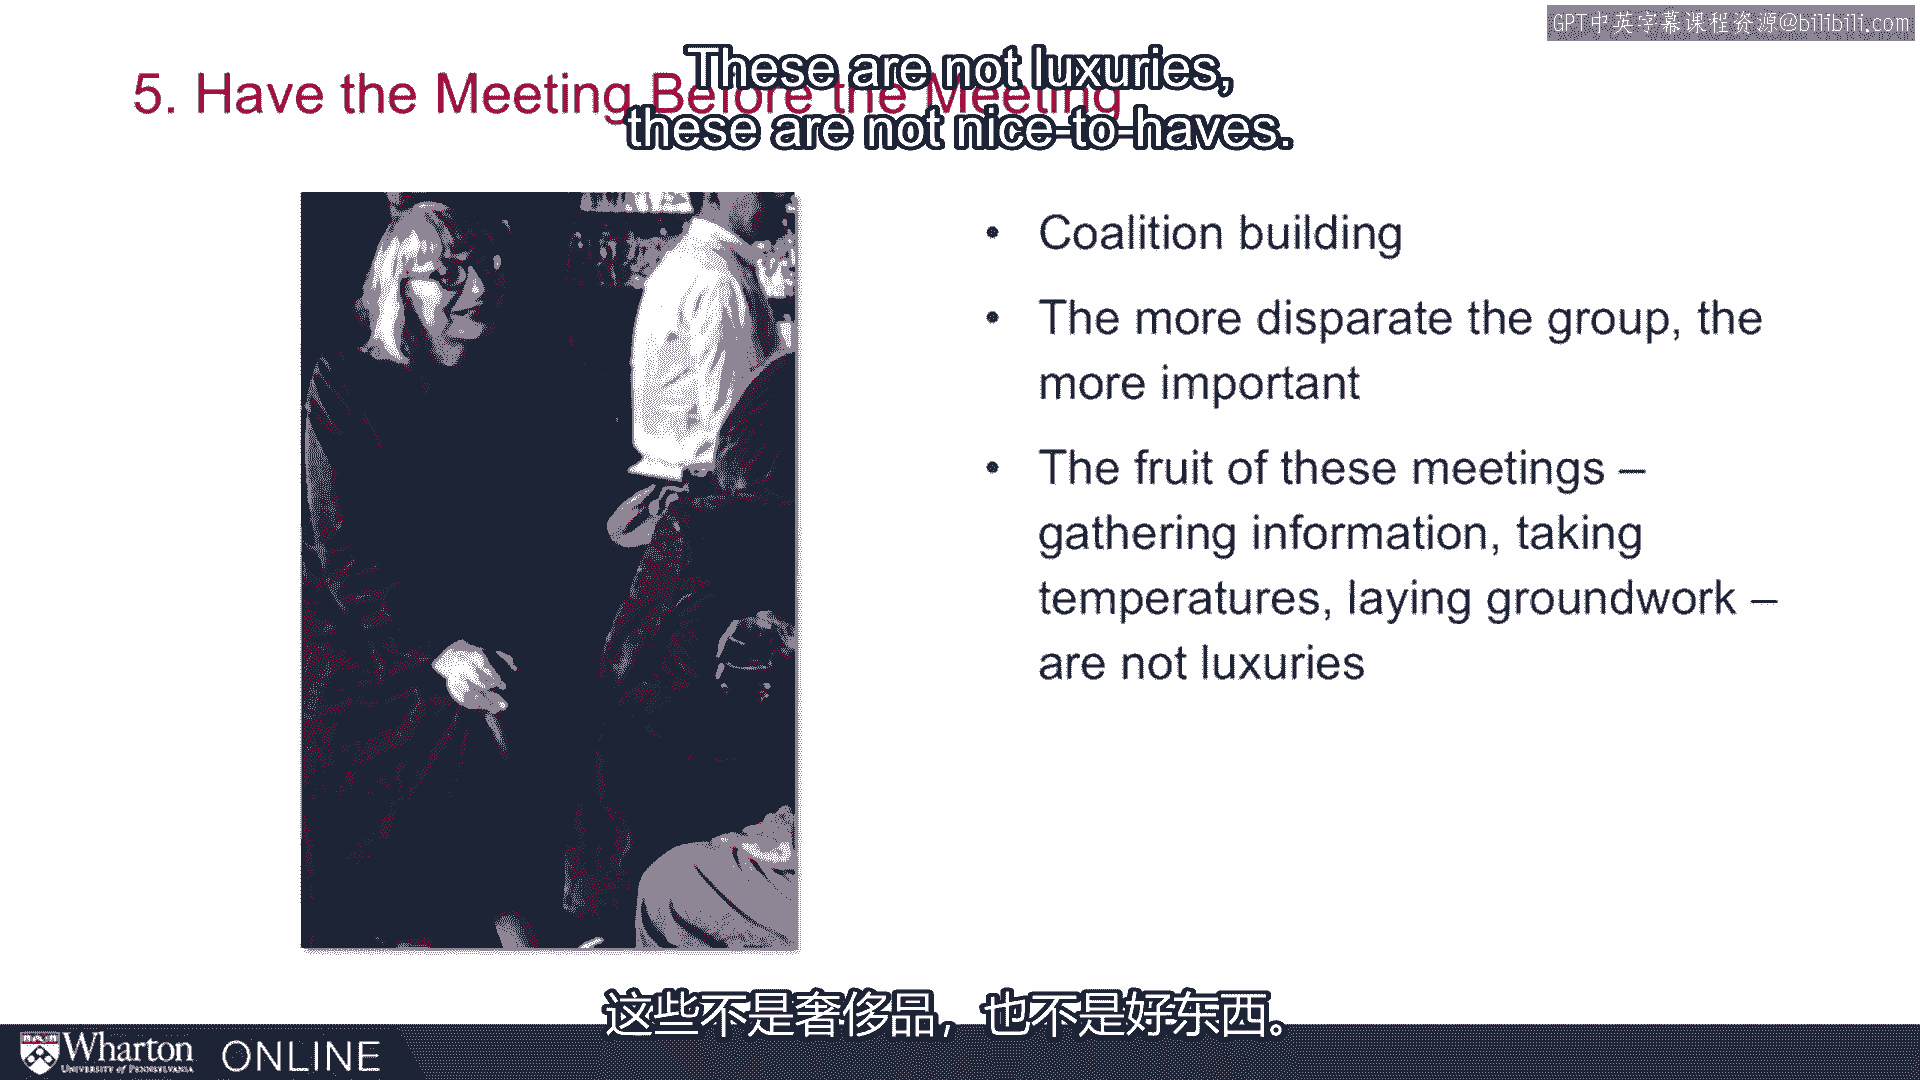 GPT中英字幕课程资源@bilibili.com
These are not luxuries,
5. Have the Meeting Before the Meeting
these are not nice-to-haves.
• Coalition building
• The more disparate the group, the
more important
• The fruit of these meetings –
gathering information, taking
temperatures, laying groundwork –
are not luxuries
这些不是奢侈品，也不是好东西。
Wharton
UNIVERSITY of PENNSYLVANIA
ONLINE